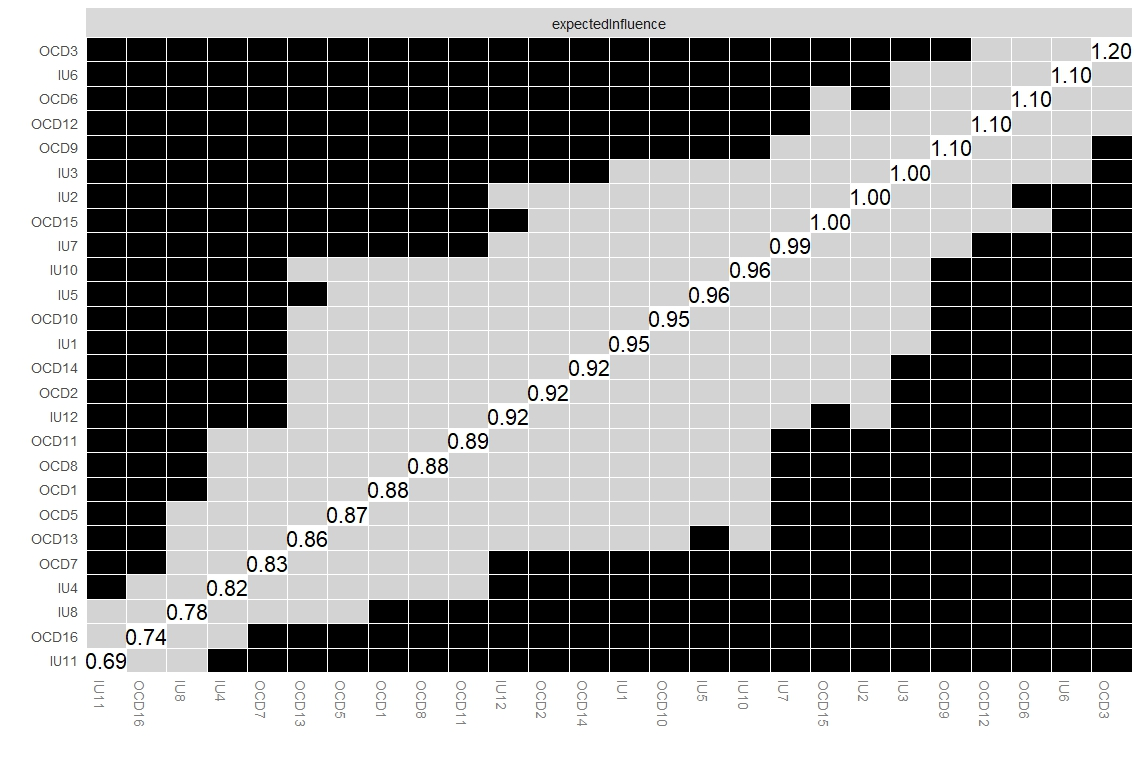 expectedInfluence
OCD3 1.20
IU6 1.10
OCD6 1.10
OCD12 1.10
OCD9 1.10
IU3 1.00
IU2 1.00
OCD15 1.00
IU7 0.99
IU10 0.96
IU5 0.96
OCD10 0.95
IU1 0.95
OCD14 0.92
OCD2 0.92
IU12 0.92
OCD11 0.89
OCD8 0.88
OCD1 0.88
OCD5 0.87
OCD13 0.86
OCD7 0.83
IU4 0.82
IU8 0.78
OCD16 0.74
IU11 0.69
IU11
OCD16
IU8
IU4
OCD7
OCD13
OCD5
OCD1
OCD8
OCD11
IU12
OCD2
OCD14
IU1
OCD10
IU5
IU10
IU7
OCD15
IU2
IU3
OCD9
OCD12
OCD6
IU6
OCD3